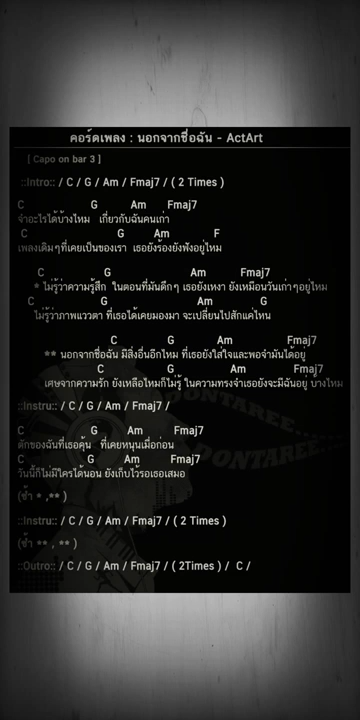 คอร์ดเพลง : นอกจากชื่อฉัน - ActArt
[ Capo on bar 3 ]
::Intro:: / C / G / Am / Fmaj7 / ( 2 Times )
C G Am Fmaj7
จำอะไรได้บ้างไหม เกี่ยวกับฉันคนเก่า
C G Am F
เพลงเดิมๆที่เคยเป็นของเรา เธอยังร้องยังฟังอยู่ไหม
C G Am Fmaj7
* ไม่รู้ว่าความรู้สึก ในตอนที่มันดึกๆ เธอยังเหงา ยังเหมือนวันเก่าๆอยู่ไหม
C G Am G
ไม่รู้ว่าภาพแววตา ที่เธอได้เคยมองมา จะเปลี่ยนไปสักแค่ไหน
C G Am Fmaj7
** นอกจากชื่อฉัน มีสิ่งอื่นอีกไหม ที่เธอยังใส่ใจและพอจำมันได้อยู่
C G Am Fmaj7
เศษจากความรัก ยังเหลือไหมก็ไม่รู้ ในความทรงจำเธอยังจะมีฉันอยู่ บ้างไหม
::Instru:: / C / G / Am / Fmaj7 /
DONTAREE.....
C G Am Fmaj7
ตักของฉันที่เธอคุ้น ที่เคยหนุนเมื่อก่อน
DONTAREE....
C G Am Fmaj7
วันนี้ก็ไม่มีใครได้นอน ยังเก็บไว้รอเธอเสมอ
(ซ้ำ * ,** )
::Instru:: / C / G / Am / Fmaj7 / ( 2 Times )
(ซ้ำ ** , ** )
::Outro:: / C / G / Am / Fmaj7 / ( 2Times ) / C /